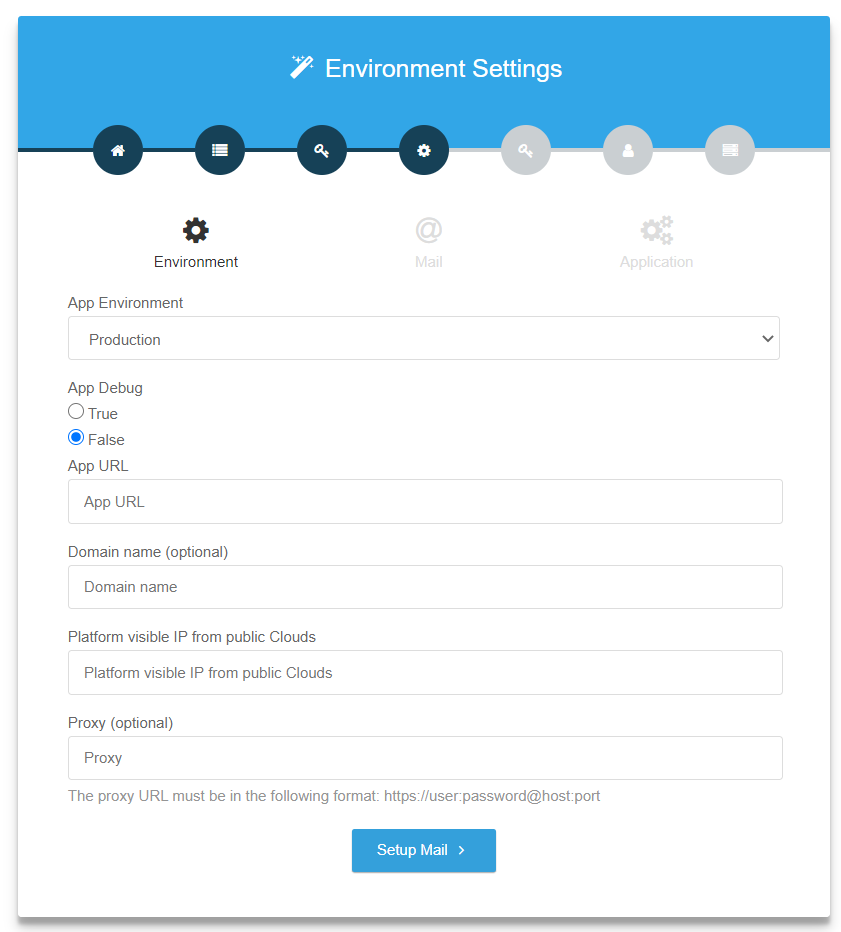 Environment Settings
Environment
Mail
Application
App Environment
Production
App Debug
True
False
App URL
App URL
Domain name (optional)
Domain name
Platform visible IP from public Clouds
Platform visible IP from public Clouds
Proxy (optional)
Proxy
The proxy URL must be in the following format: https://user:password@host:port
Setup Mail